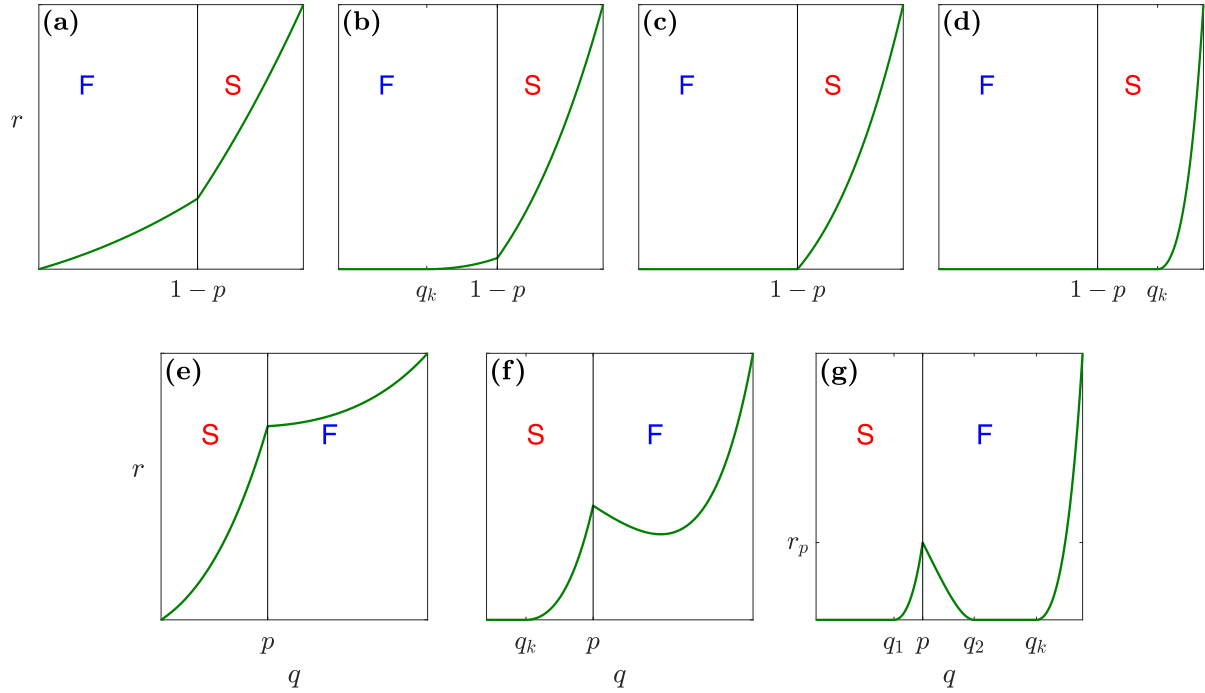 (a) (b) (c) (d)
F S F S F S F S
r
1 − p q_k 1 − p 1 − p 1 − p q_k
(e) (f) (g)
S F S F S F
r r_p
p q_k p q_1 p q_2 q_k
q q q